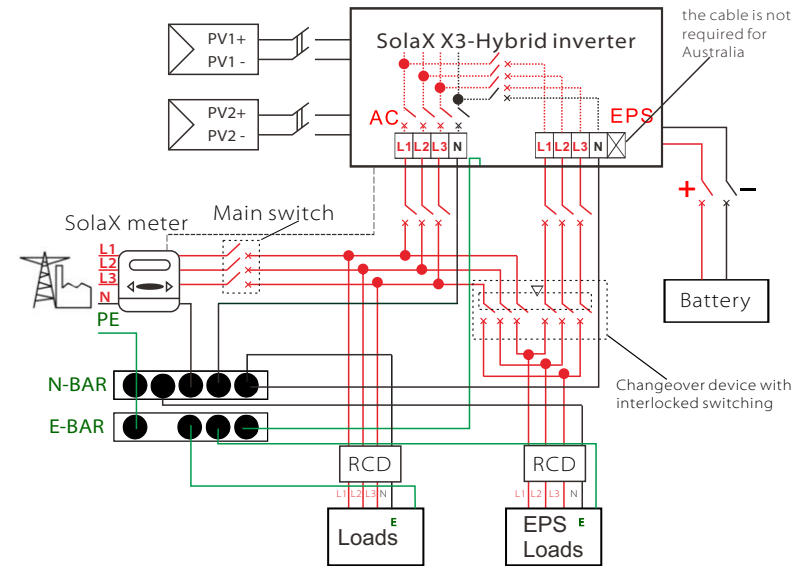 the cable is not
required for
Australia
PV1+
PV1 -
PV2+
PV2 -
SolaX X3-Hybrid inverter
AC
EPS
L1 L2 L3 N
L1 L2 L3 N
+ −
Battery
SolaX meter
Main switch
L1
L2
L3
N
PE
N-BAR
E-BAR
Changeover device with
interlocked switching
RCD
RCD
L1 L2 L3 N
L1 L2 L3 N
E
Loads
E
EPS
Loads